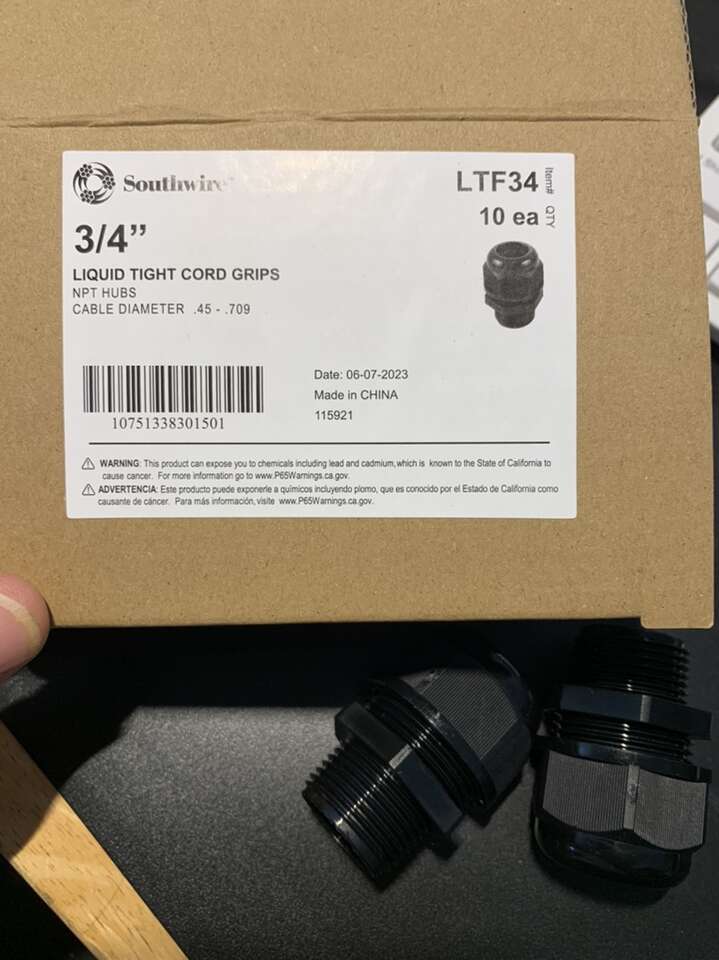 Southwire™
LTF34 Item#
10 ea QTY
3/4”
LIQUID TIGHT CORD GRIPS
NPT HUBS
CABLE DIAMETER .45 - .709
Date: 06-07-2023
Made in CHINA
115921
10751338301501
WARNING: This product can expose you to chemicals including lead and cadmium,which is known to the State of California to
cause cancer. For more information go to www.P65Warnings.ca.gov.
ADVERTENCIA: Este producto puede exponerle a químicos incluyendo plomo, que es conocido por el Estado de California como
causante de cáncer. Para más información,visite www.P65Warnings.ca.gov.